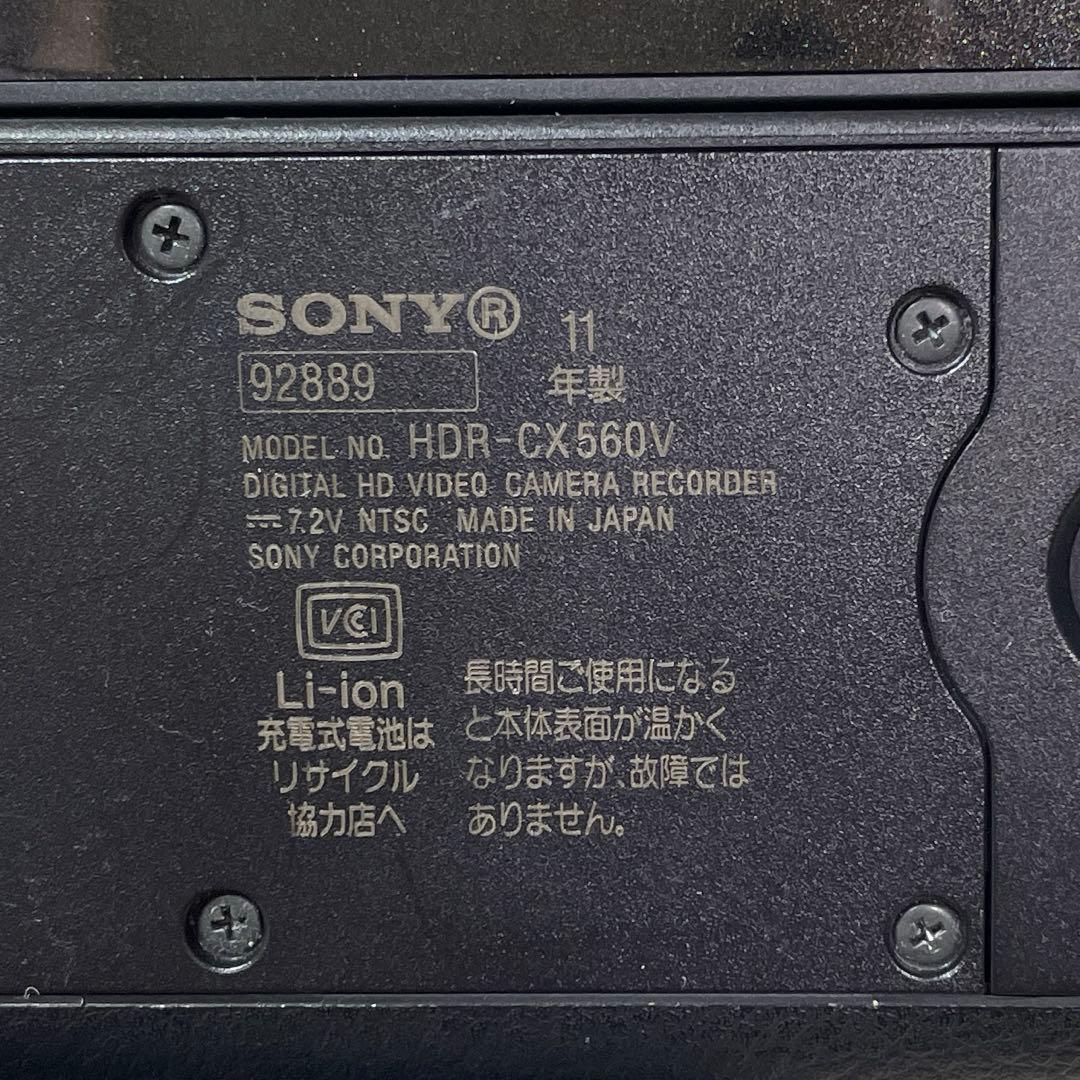 SONY®
92889
11
年製
MODEL NO. HDR-CX560V
DIGITAL HD VIDEO CAMERA RECORDER
⎓7.2V NTSC MADE IN JAPAN
SONY CORPORATION
VCCI
Li-ion
充電式電池は
リサイクル
協力店へ
長時間ご使用になる
と本体表面が温かく
なりますが、故障では
ありません。